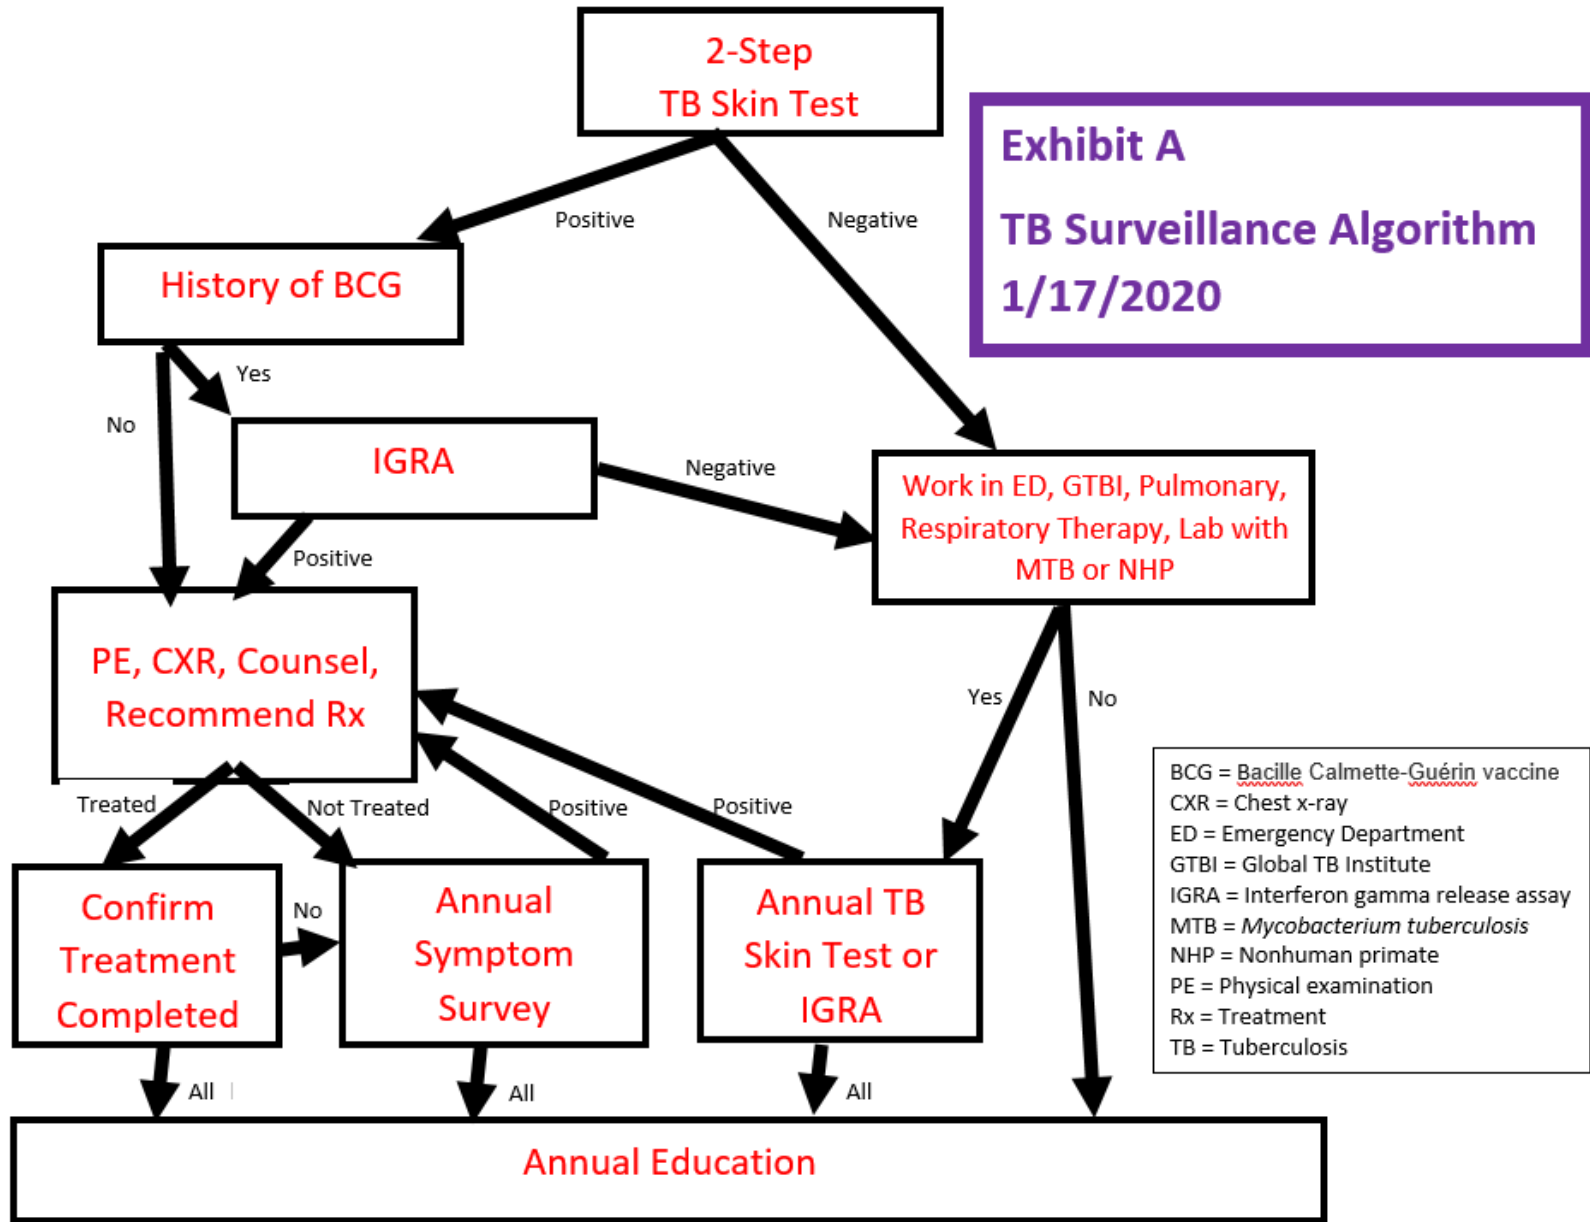 2-Step
TB Skin Test
Exhibit A
TB Surveillance Algorithm
1/17/2020
Positive
Negative
History of BCG
Yes
No
IGRA
Negative
Work in ED, GTBI, Pulmonary,
Respiratory Therapy, Lab with
MTB or NHP
Positive
PE, CXR, Counsel,
Recommend Rx
Yes
No
Treated
Not Treated
Positive
Positive
BCG = Bacille Calmette-Guérin vaccine
CXR = Chest x-ray
ED = Emergency Department
GTBI = Global TB Institute
IGRA = Interferon gamma release assay
MTB = Mycobacterium tuberculosis
NHP = Nonhuman primate
PE = Physical examination
Rx = Treatment
TB = Tuberculosis
Confirm
Treatment
Completed
No
Annual
Symptom
Survey
Annual TB
Skin Test or
IGRA
All
All
All
Annual Education